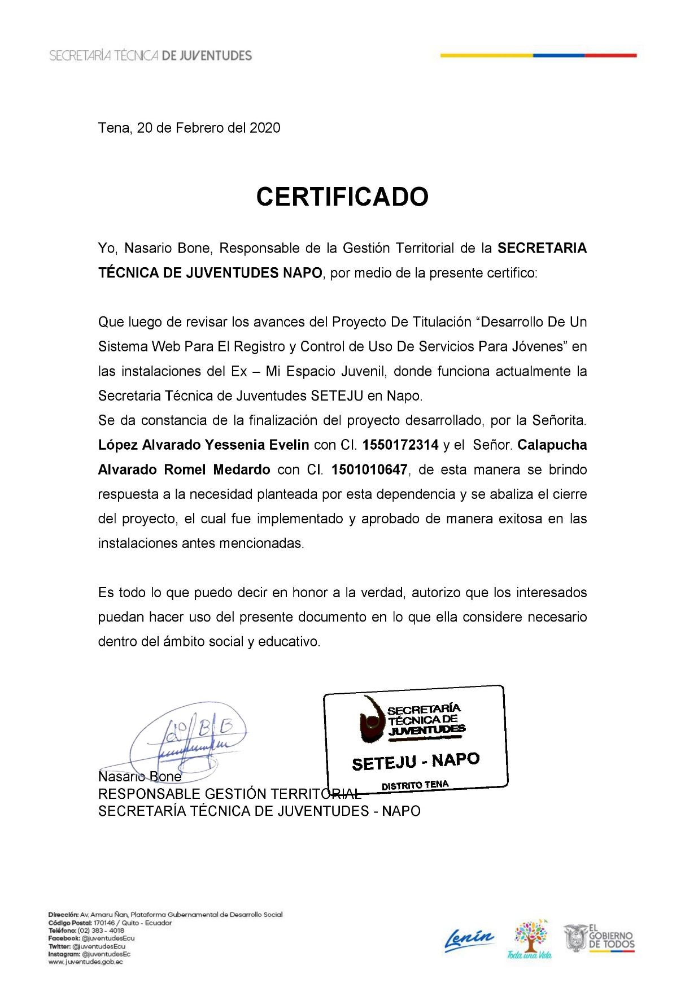 SECRETARÍA TÉCNICA DE JUVENTUDES
Tena, 20 de Febrero del 2020
CERTIFICADO
Yo, Nasario Bone, Responsable de la Gestión Territorial de la SECRETARIA
TÉCNICA DE JUVENTUDES NAPO, por medio de la presente certifico:
Que luego de revisar los avances del Proyecto De Titulación “Desarrollo De Un
Sistema Web Para El Registro y Control de Uso De Servicios Para Jóvenes” en
las instalaciones del Ex – Mi Espacio Juvenil, donde funciona actualmente la
Secretaria Técnica de Juventudes SETEJU en Napo.
Se da constancia de la finalización del proyecto desarrollado, por la Señorita.
López Alvarado Yessenia Evelin con CI. 1550172314 y el Señor. Calapucha
Alvarado Romel Medardo con CI. 1501010647, de esta manera se brindo
respuesta a la necesidad planteada por esta dependencia y se abaliza el cierre
del proyecto, el cual fue implementado y aprobado de manera exitosa en las
instalaciones antes mencionadas.
Es todo lo que puedo decir en honor a la verdad, autorizo que los interesados
puedan hacer uso del presente documento en lo que ella considere necesario
dentro del ámbito social y educativo.
SECRETARÍA
TÉCNICA DE
JUVENTUDES
SETEJU - NAPO
DISTRITO TENA
Nasario Bone
RESPONSABLE GESTIÓN TERRITORIAL
SECRETARÍA TÉCNICA DE JUVENTUDES - NAPO
Dirección: Av. Amaru Ñan, Plataforma Gubernamental de Desarrollo Social
Código Postal: 170146 / Quito - Ecuador
Teléfono: (02) 383 - 4018
Facebook: @juventudesEcu
Twitter: @juventudesEcu
Instagram: @juventudesEc
www.juventudes.gob.ec
Lenín
Toda una Vida
EL
GOBIERNO
DE TODOS